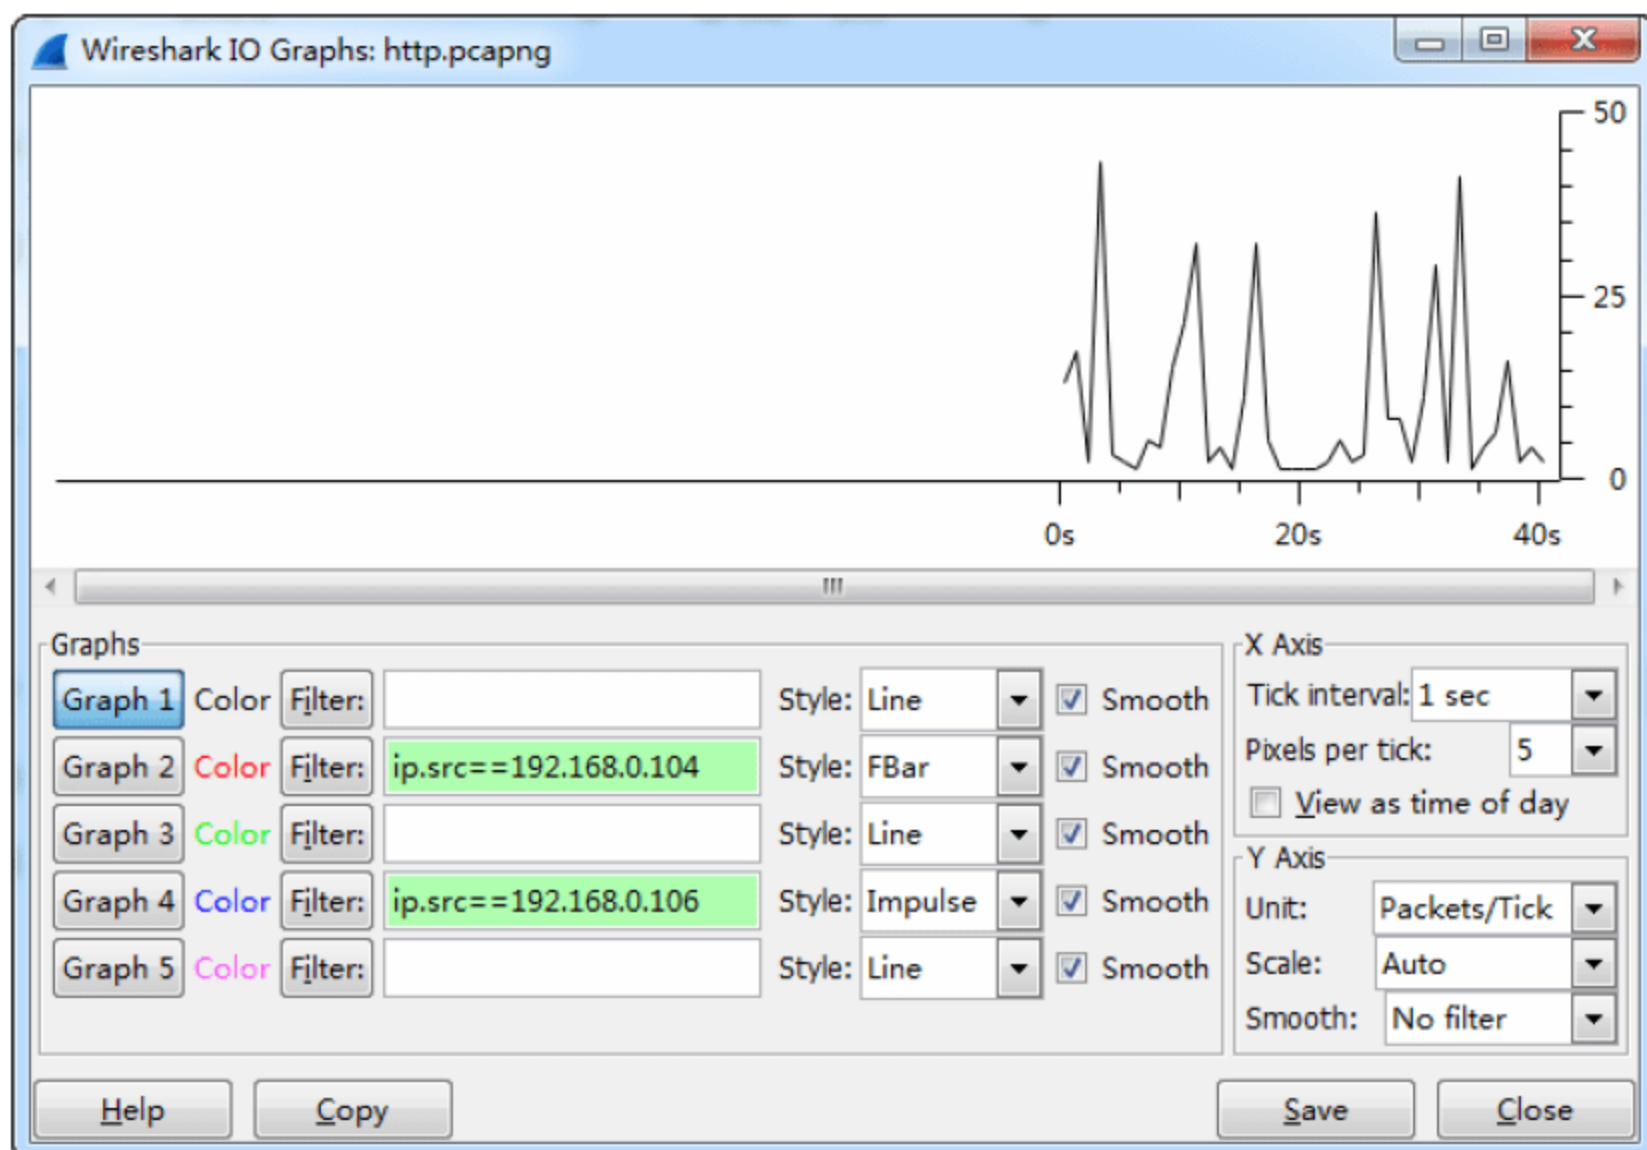 Wireshark IO Graphs: http.pcapng
50
25
0
0s 20s 40s
Graphs
Graph 1 Color Filter: Style: Line Smooth
Graph 2 Color Filter: ip.src==192.168.0.104 Style: FBar Smooth
Graph 3 Color Filter: Style: Line Smooth
Graph 4 Color Filter: ip.src==192.168.0.106 Style: Impulse Smooth
Graph 5 Color Filter: Style: Line Smooth
X Axis
Tick interval: 1 sec
Pixels per tick: 5
View as time of day
Y Axis
Unit: Packets/Tick
Scale: Auto
Smooth: No filter
Help Copy Save Close